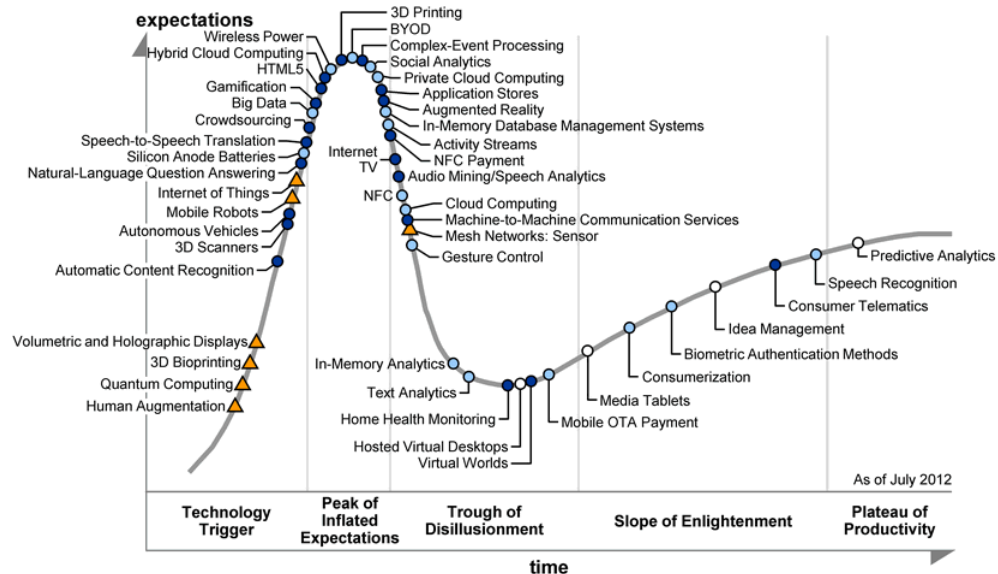 expectations
3D Printing
BYOD
Wireless Power
Complex-Event Processing
Hybrid Cloud Computing
Social Analytics
HTML5
Private Cloud Computing
Gamification
Application Stores
Big Data
Augmented Reality
Crowdsourcing
In-Memory Database Management Systems
Speech-to-Speech Translation
Activity Streams
Silicon Anode Batteries
Internet
TV
NFC Payment
Natural-Language Question Answering
Audio Mining/Speech Analytics
Internet of Things
NFC
Cloud Computing
Mobile Robots
Machine-to-Machine Communication Services
Autonomous Vehicles
Mesh Networks: Sensor
3D Scanners
Gesture Control
Automatic Content Recognition
Predictive Analytics
Speech Recognition
Consumer Telematics
Idea Management
Volumetric and Holographic Displays
Biometric Authentication Methods
3D Bioprinting
In-Memory Analytics
Consumerization
Quantum Computing
Text Analytics
Media Tablets
Human Augmentation
Home Health Monitoring
Mobile OTA Payment
Hosted Virtual Desktops
Virtual Worlds
As of July 2012
Technology
Trigger
Peak of
Inflated
Expectations
Trough of
Disillusionment
Slope of Enlightenment
Plateau of
Productivity
time